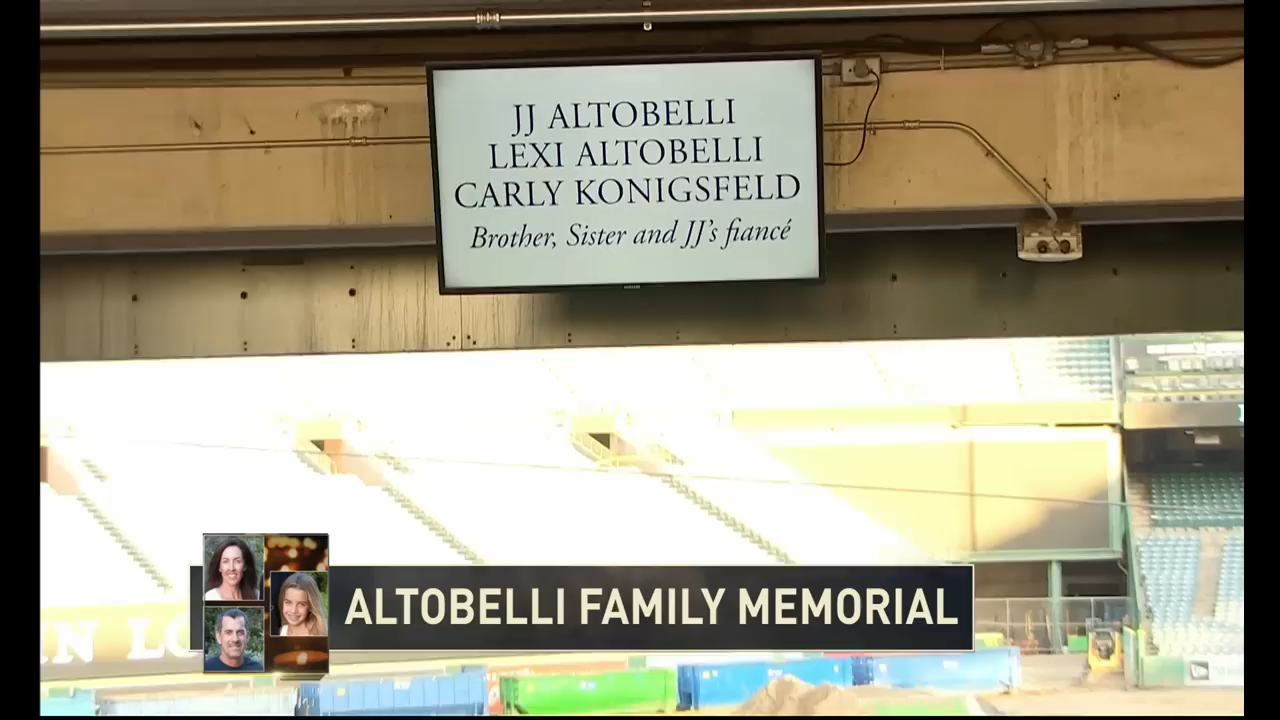 JJ ALTOBELLI
LEXI ALTOBELLI
CARLY KONIGSFELD
Brother, Sister and JJ's fiancé
ALTOBELLI FAMILY MEMORIAL